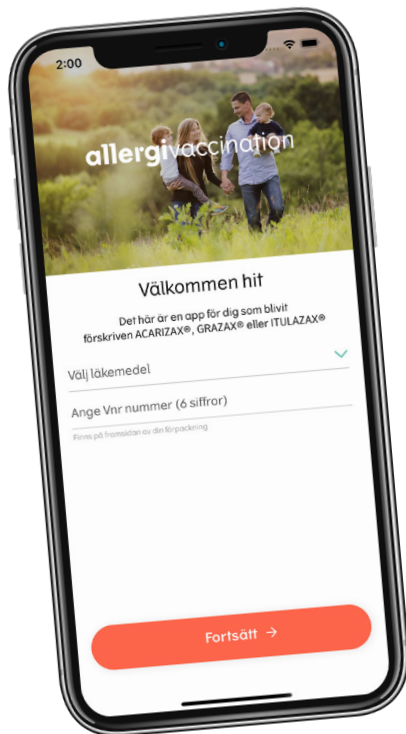 2:00
allergivaccination
Välkommen hit
Det här är en app för dig som blivit
förskriven ACARIZAX®, GRAZAX® eller ITULAZAX®
Välj läkemedel
Ange Vnr nummer (6 siffror)
Finns på framsidan av din förpackning
Fortsätt →